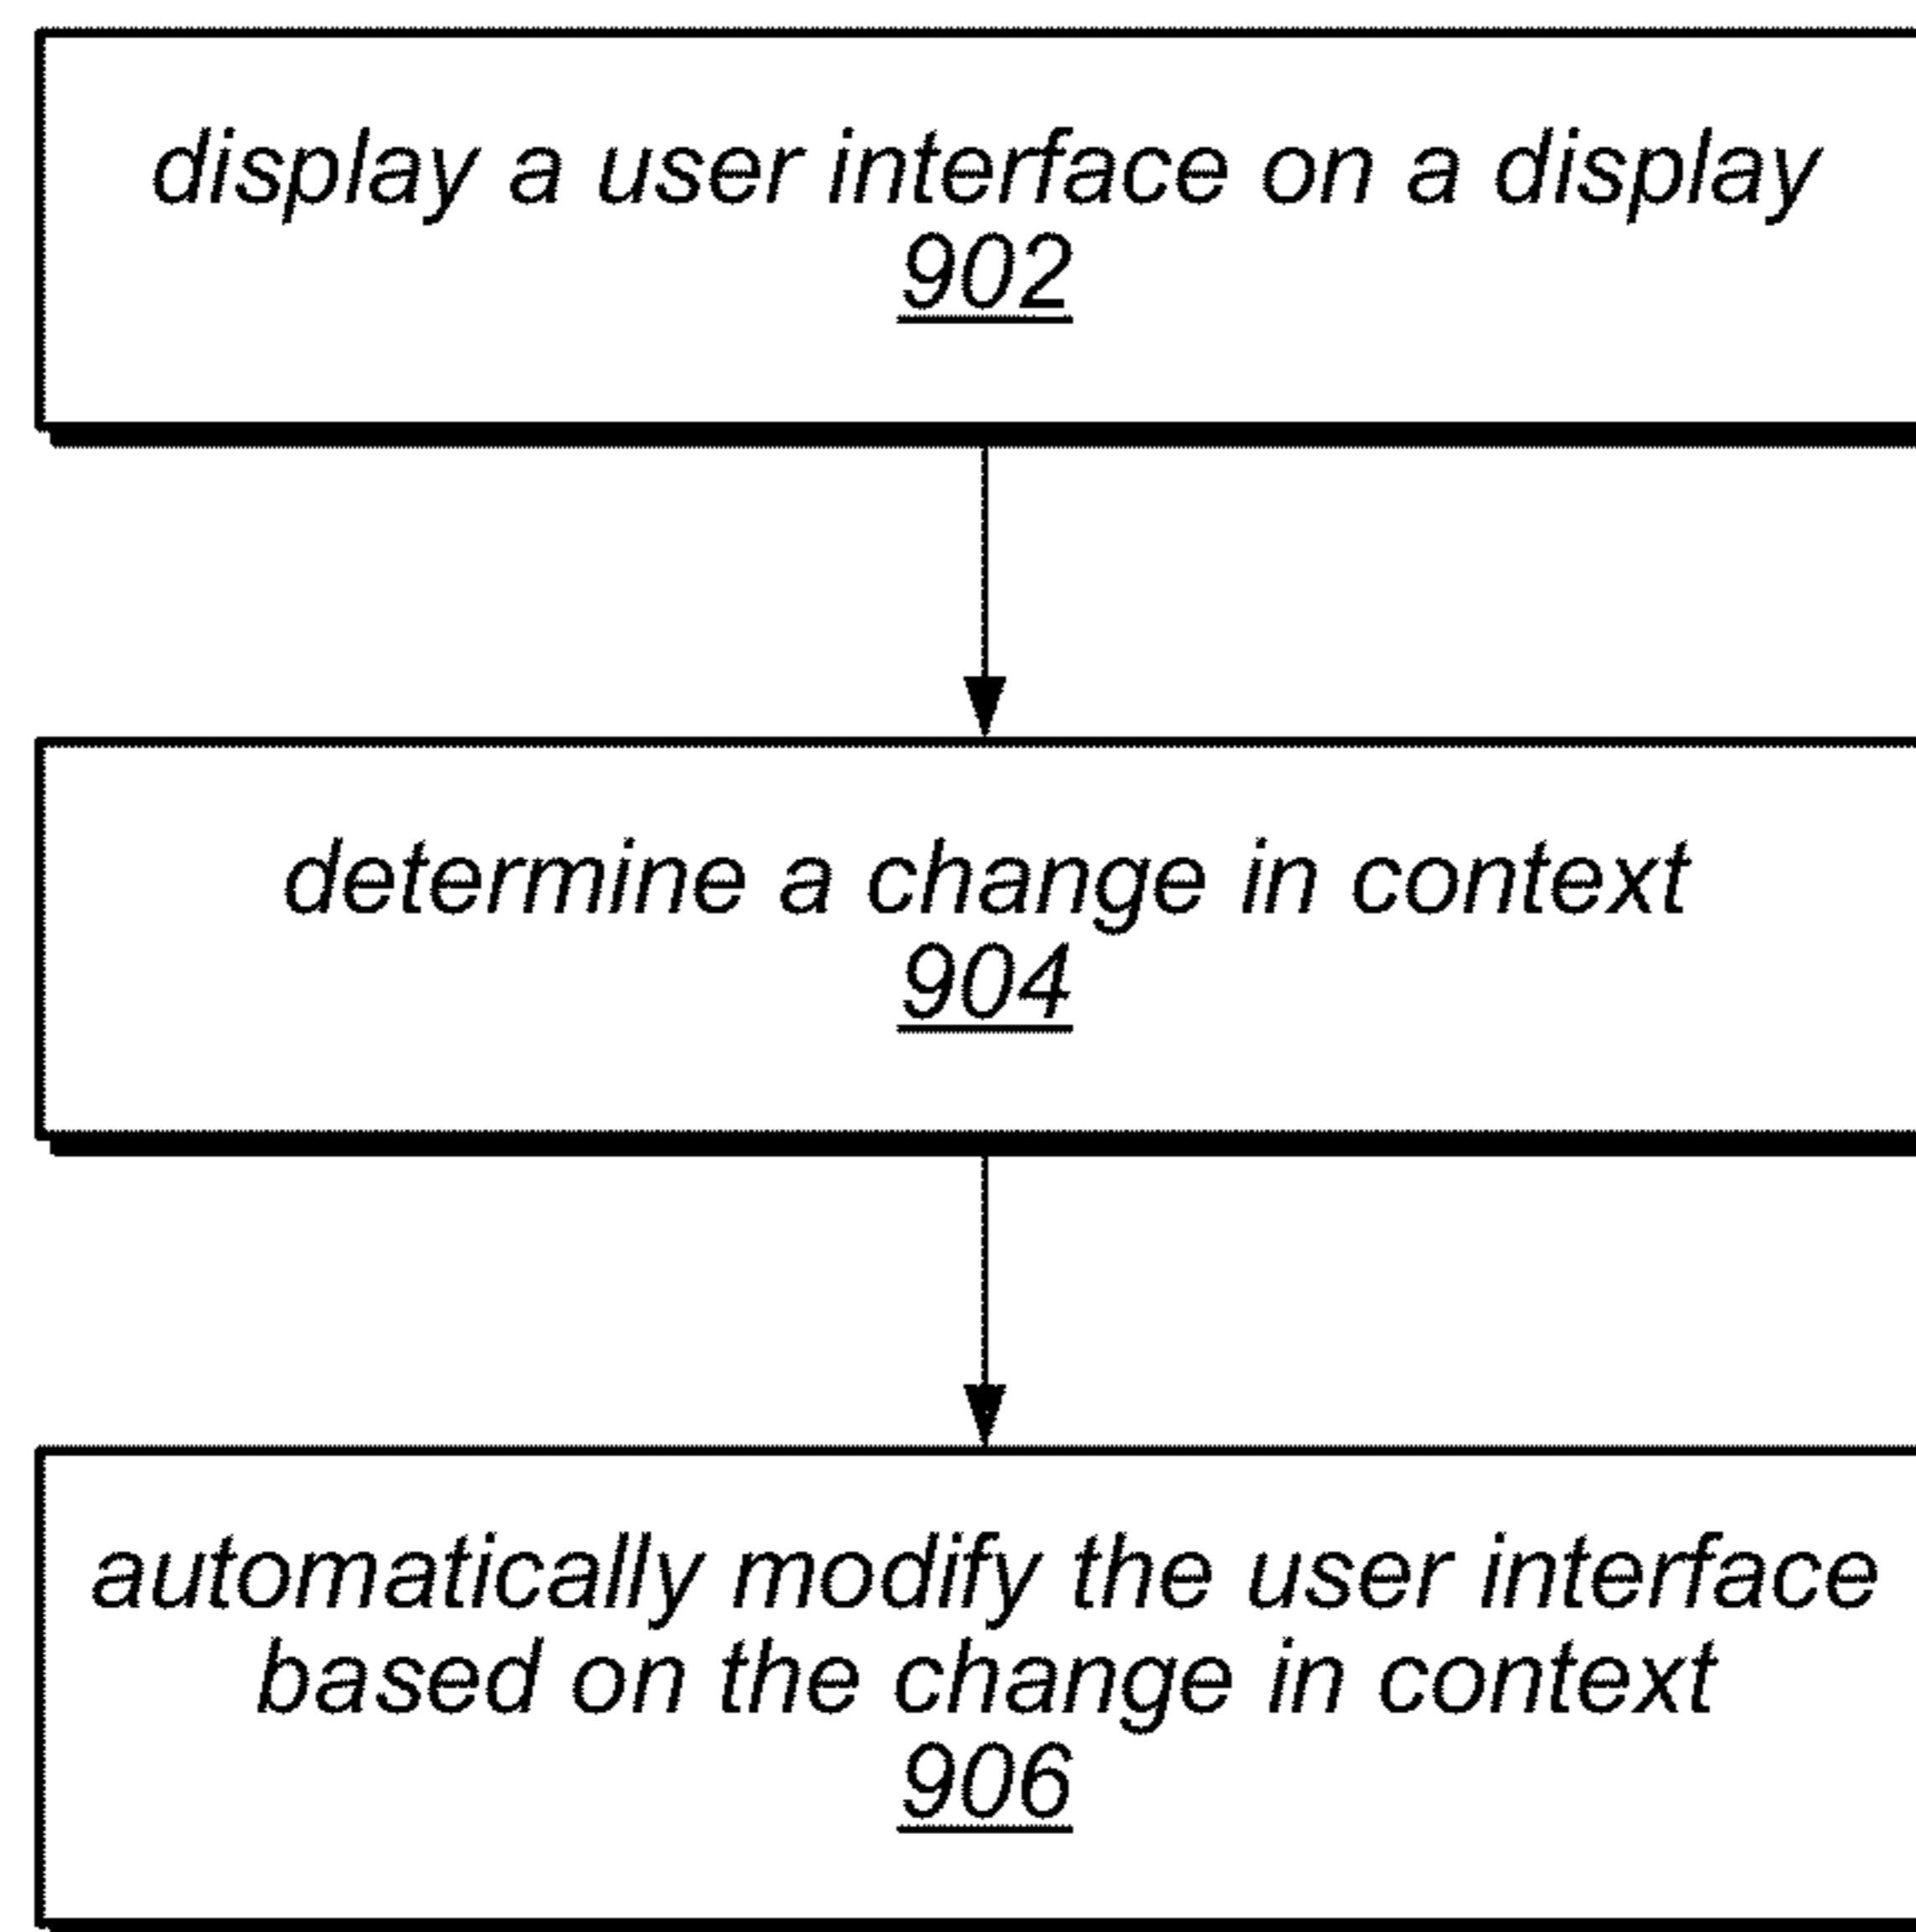 display a user interface on a display
902
determine a change in context
904
automatically modify the user interface
based on the change in context
906